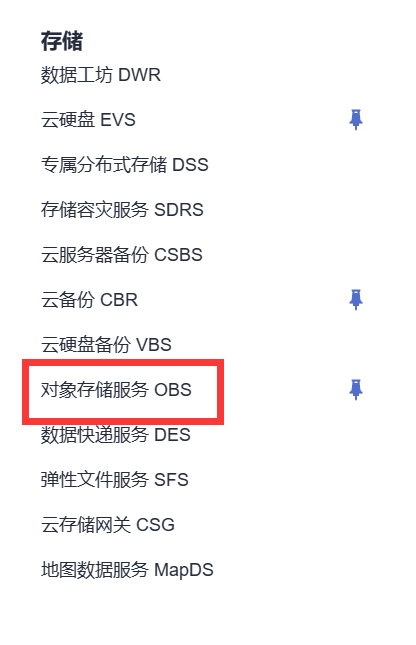 存储
数据工坊 DWR
云硬盘 EVS
专属分布式存储 DSS
存储容灾服务 SDRS
云服务器备份 CSBS
云备份 CBR
云硬盘备份 VBS
对象存储服务 OBS
数据快递服务 DES
弹性文件服务 SFS
云存储网关 CSG
地图数据服务 MapDS